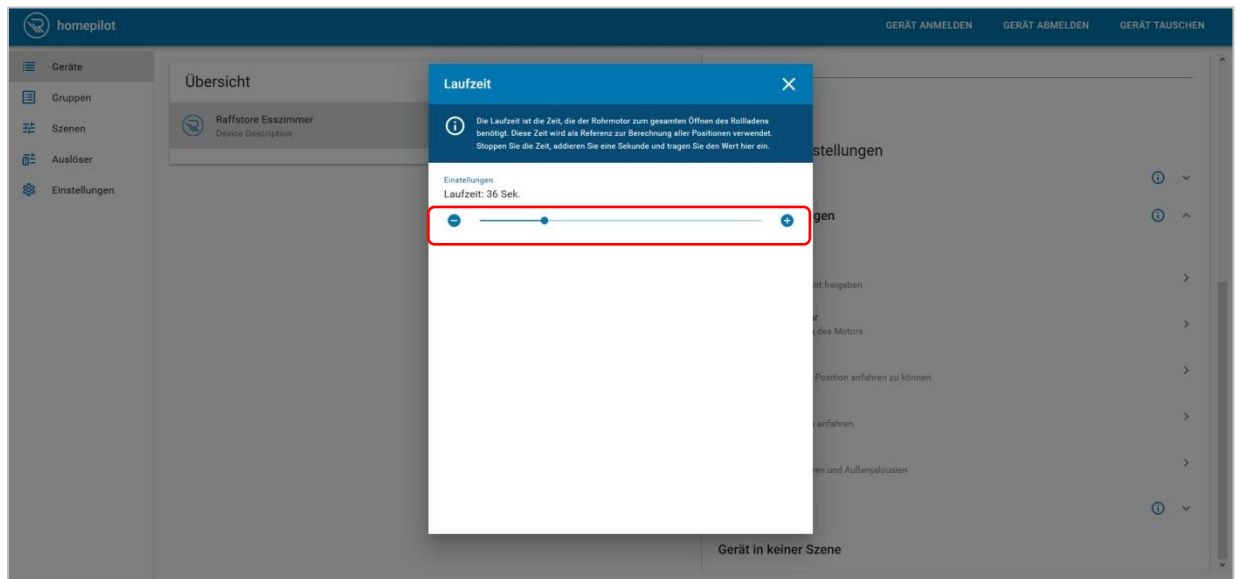 homepilot
GERÄT ANMELDEN
GERÄT ABMELDEN
GERÄT TAUSCHEN
Geräte
Gruppen
Szenen
Auslöser
Einstellungen
Übersicht
Raffstore Esszimmer
Device Description
Laufzeit
Die Laufzeit ist die Zeit, die der Rohrmotor zum gesamten Öffnen des Rollladens
benötigt. Diese Zeit wird als Referenz zur Berechnung aller Positionen verwendet.
Stoppen Sie die Zeit, addieren Sie eine Sekunde und tragen Sie den Wert hier ein.
Einstellungen
Laufzeit: 36 Sek.
stellungen
gen
nt freigeben
des Motors
Position anfahren zu können.
anfahren.
ren und Außenjalousien
Gerät in keiner Szene